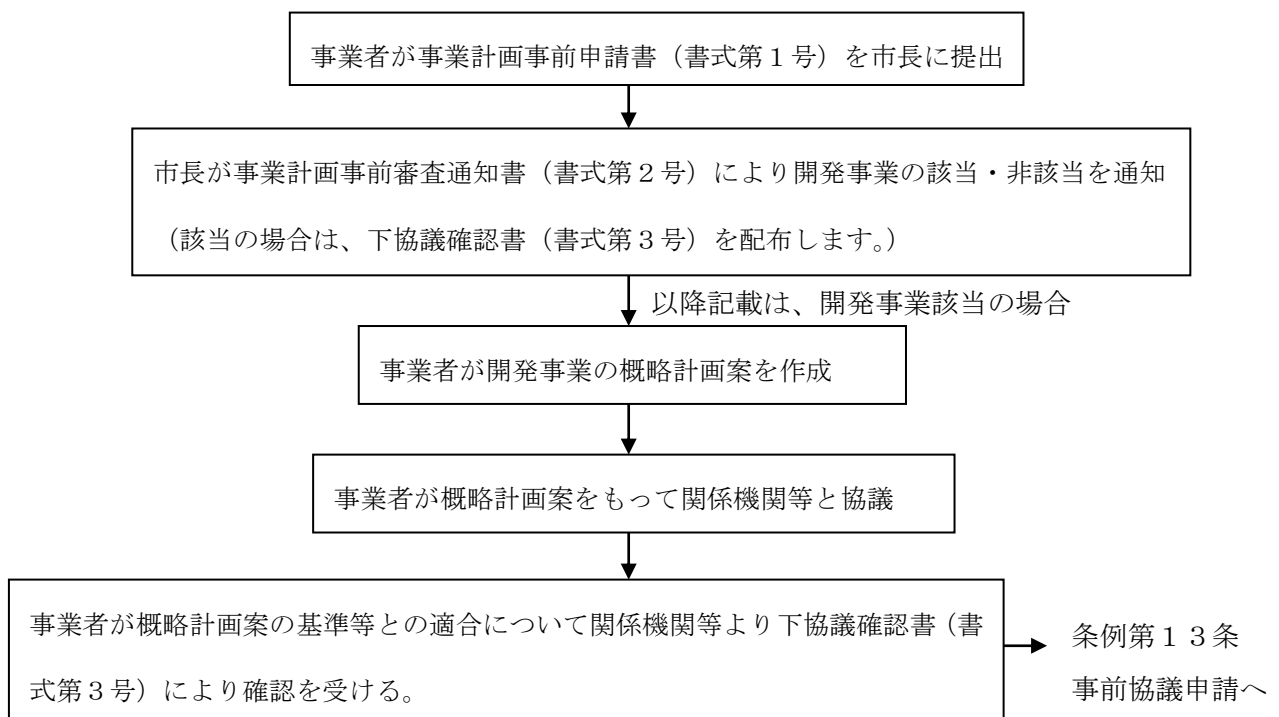 事業者が事業計画事前申請書（書式第１号）を市長に提出
市長が事業計画事前審査通知書（書式第２号）により開発事業の該当・非該当を通知
（該当の場合は、下協議確認書（書式第３号）を配布します。）
以降記載は、開発事業該当の場合
事業者が開発事業の概略計画案を作成
事業者が概略計画案をもって関係機関等と協議
事業者が概略計画案の基準等との適合について関係機関等より下協議確認書（書
式第３号）により確認を受ける。
条例第１３条
事前協議申請へ